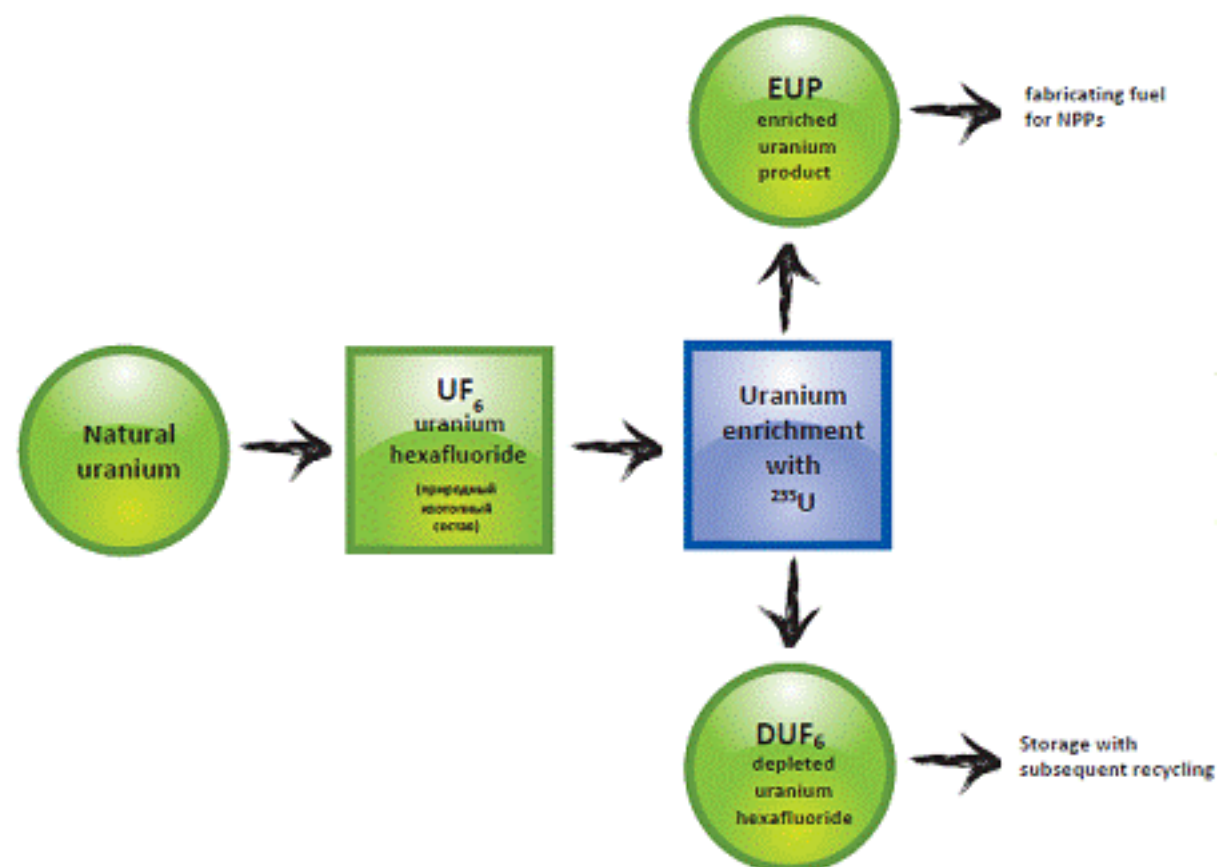 EUP
enriched
uranium
product
fabricating fuel
for NPPs
Natural
uranium
UF₆
uranium
hexafluoride
(природный
изотопный
состав)
Uranium
enrichment
with
²³⁵U
DUF₆
depleted
uranium
hexafluoride
Storage with
subsequent recycling